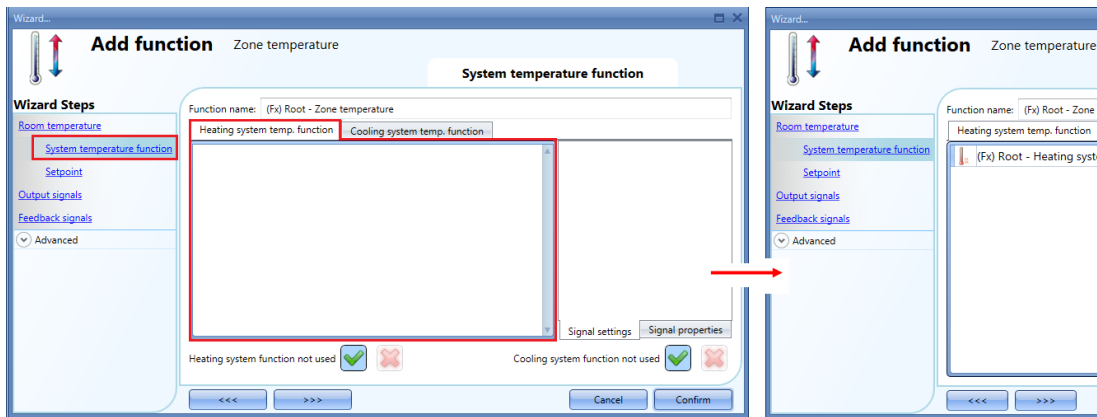 Wizard...
Add function Zone temperature
System temperature function
Wizard Steps
Room temperature
System temperature function
Setpoint
Output signals
Feedback signals
Advanced
Function name: (Fx) Root - Zone temperature
Heating system temp. function Cooling system temp. function
Signal settings Signal properties
Heating system function not used Cooling system function not used
<<< >>> Cancel Confirm
Wizard...
Add function Zone temperature
Wizard Steps
Room temperature
System temperature function
Setpoint
Output signals
Feedback signals
Advanced
Function name: (Fx) Root - Zone
Heating system temp. function
(Fx) Root - Heating syst
<<< >>>